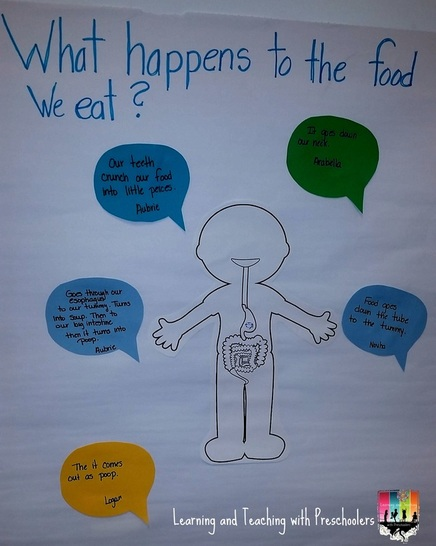 What happens to the food
We eat?
Our teeth
crunch our food
into little peices
Aubrie
It goes down
our neck
Arabella
Goes through our
esophagus
to our tummy. Turns
into soup. Then to
our big intestine
then it turns into
poop.
Aubrie
Food goes
down the tube
to the tummy.
The it comes
out as poop.
Logan
Learning and Teaching with Preschoolers